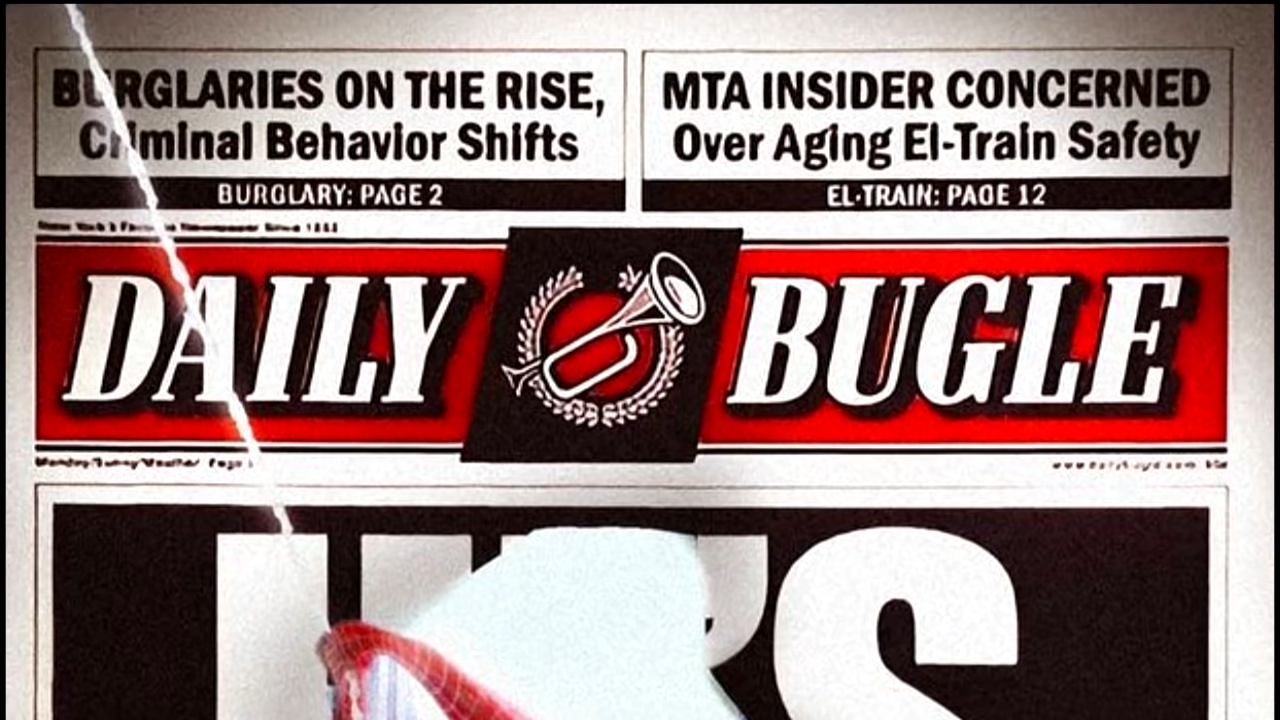 BURGLARIES ON THE RISE,
Criminal Behavior Shifts
BURGLARY: PAGE 2
MTA INSIDER CONCERNED
Over Aging El-Train Safety
EL-TRAIN: PAGE 12
DAILY BUGLE